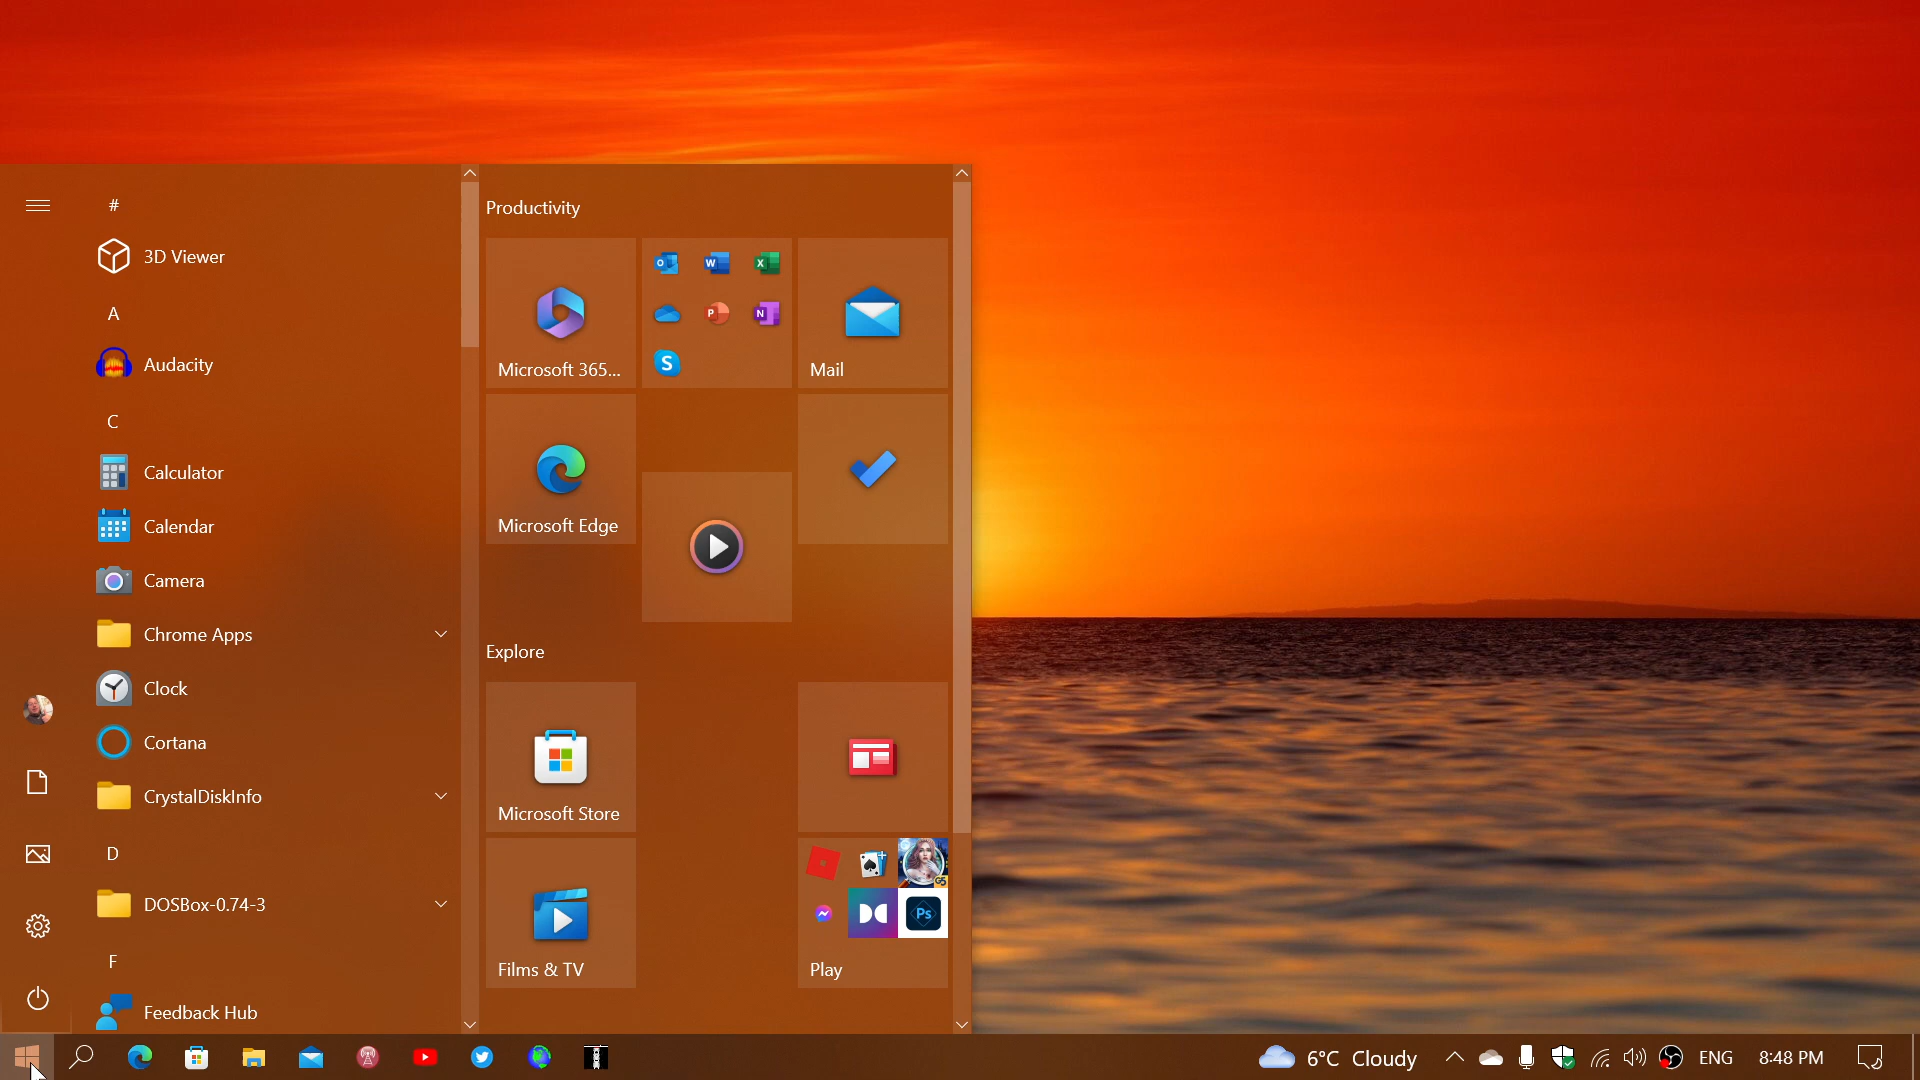 #
3D Viewer
A
Audacity
C
Calculator
Calendar
Camera
Chrome Apps
Clock
Cortana
CrystalDiskInfo
D
DOSBox-0.74-3
F
Feedback Hub
Productivity
Microsoft 365...
O
W
X
P
N
S
Mail
Microsoft Edge
Explore
Microsoft Store
Films & TV
Ps
Play
6°C Cloudy
ENG
8:48 PM